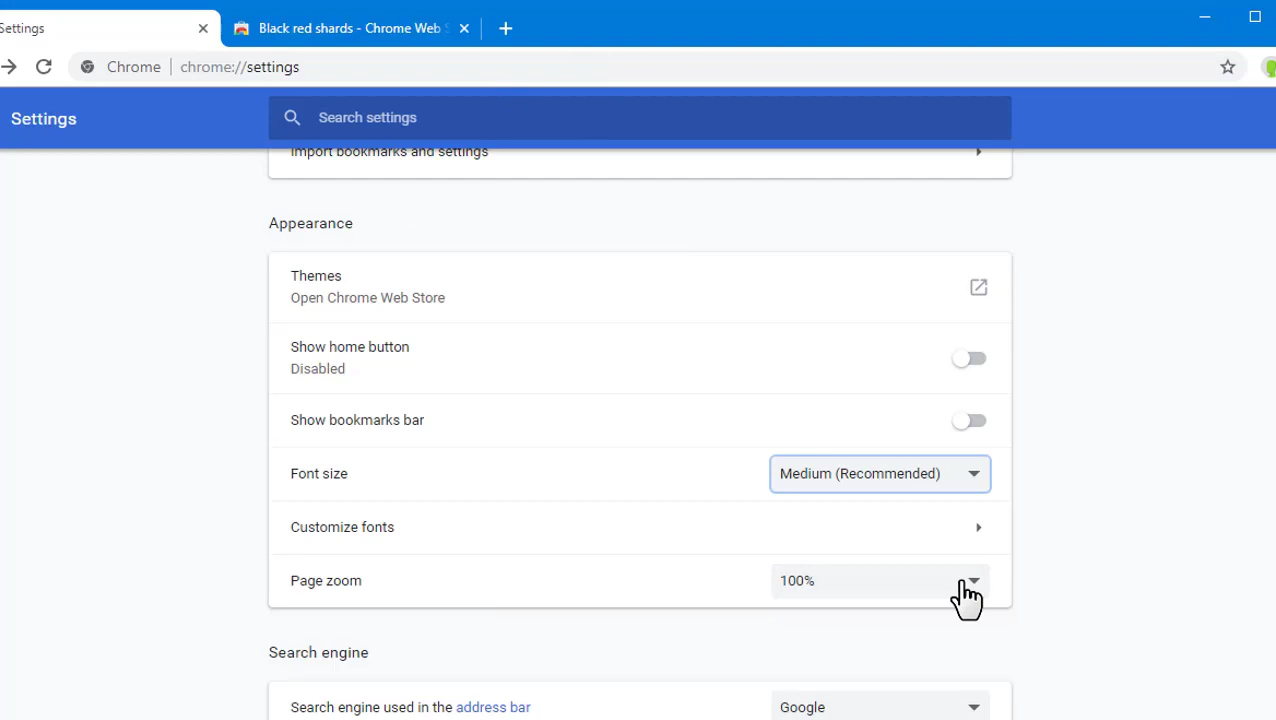 Settings
Black red shards - Chrome Web S
Chrome
chrome://settings
Settings
Search settings
Import bookmarks and settings
Appearance
Themes
Open Chrome Web Store
Show home button
Disabled
Show bookmarks bar
Font size
Medium (Recommended)
Customize fonts
Page zoom
100%
Search engine
Search engine used in the address bar
Google